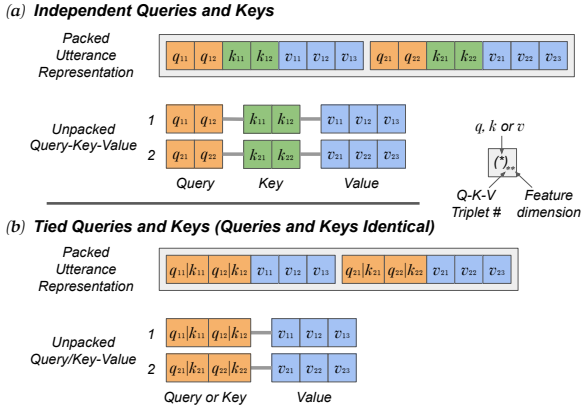 (a) Independent Queries and Keys
Packed
Utterance
Representation
q11 q12 k11 k12 v11 v12 v13 q21 q22 k21 k22 v21 v22 v23
Unpacked
Query-Key-Value
1 q11 q12 k11 k12 v11 v12 v13
2 q21 q22 k21 k22 v21 v22 v23
Query Key Value
q, k or v
(*)**
Q-K-V
Triplet #
Feature
dimension
(b) Tied Queries and Keys (Queries and Keys Identical)
Packed
Utterance
Representation
q11|k11 q12|k12 v11 v12 v13 q21|k21 q22|k22 v21 v22 v23
Unpacked
Query/Key-Value
1 q11|k11 q12|k12 v11 v12 v13
2 q21|k21 q22|k22 v21 v22 v23
Query or Key Value